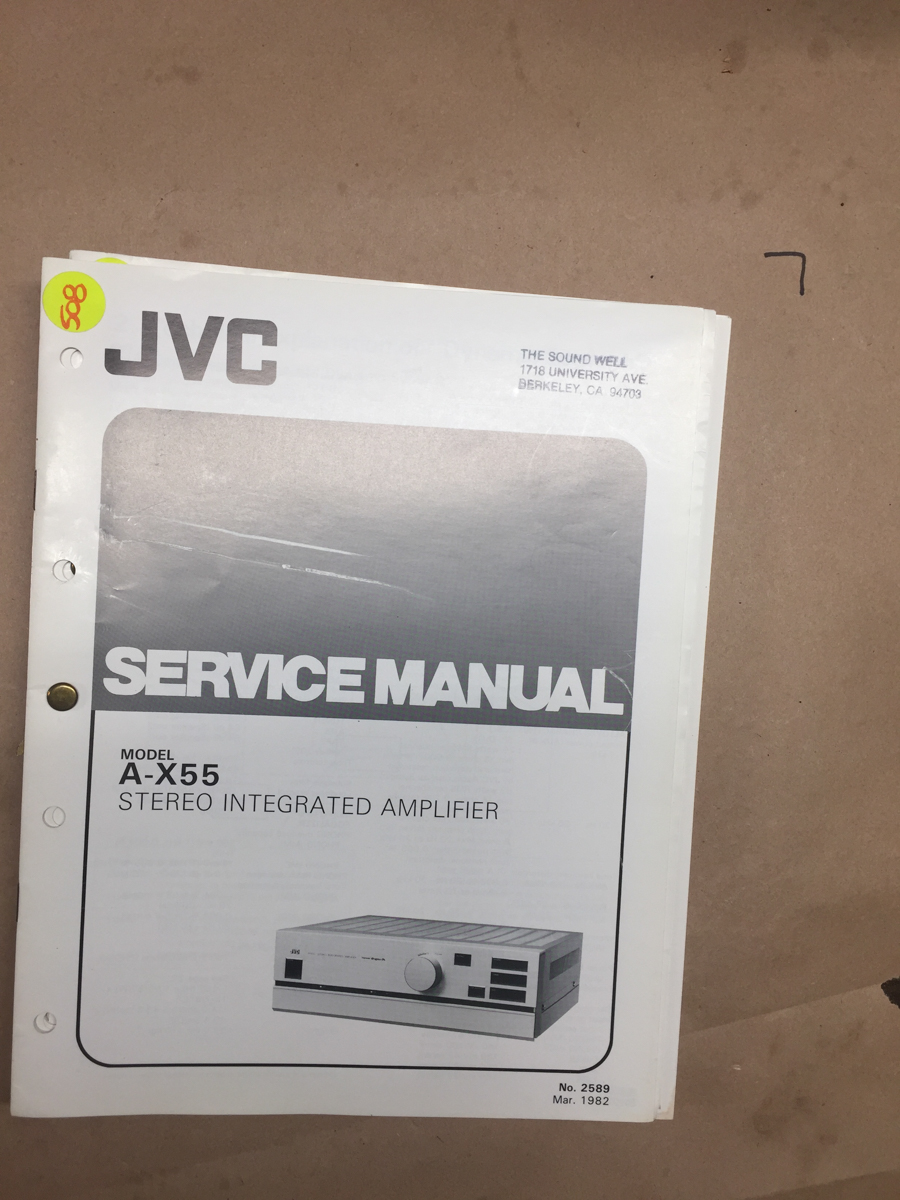 508
JVC
THE SOUND WELL
1718 UNIVERSITY AVE.
BERKELEY, CA. 94703
SERVICE MANUAL
MODEL
A-X55
STEREO INTEGRATED AMPLIFIER
JVC
No. 2589
Mar. 1982